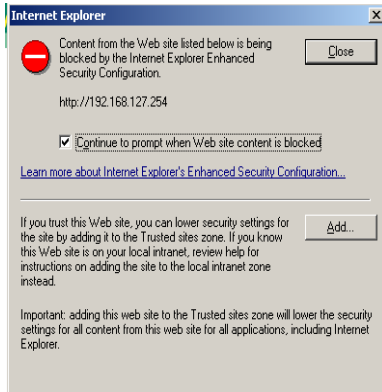 Internet Explorer
Content from the Web site listed below is being
blocked by the Internet Explorer Enhanced
Security Configuration.
Close
http://192.168.127.254
Continue to prompt when Web site content is blocked
Learn more about Internet Explorer's Enhanced Security Configuration...
If you trust this Web site, you can lower security settings for
the site by adding it to the Trusted sites zone. If you know
this Web site is on your local intranet, review help for
instructions on adding the site to the local intranet zone
instead.
Add...
Important: adding this web site to the Trusted sites zone will lower the security
settings for all content from this web site for all applications, including Internet
Explorer.